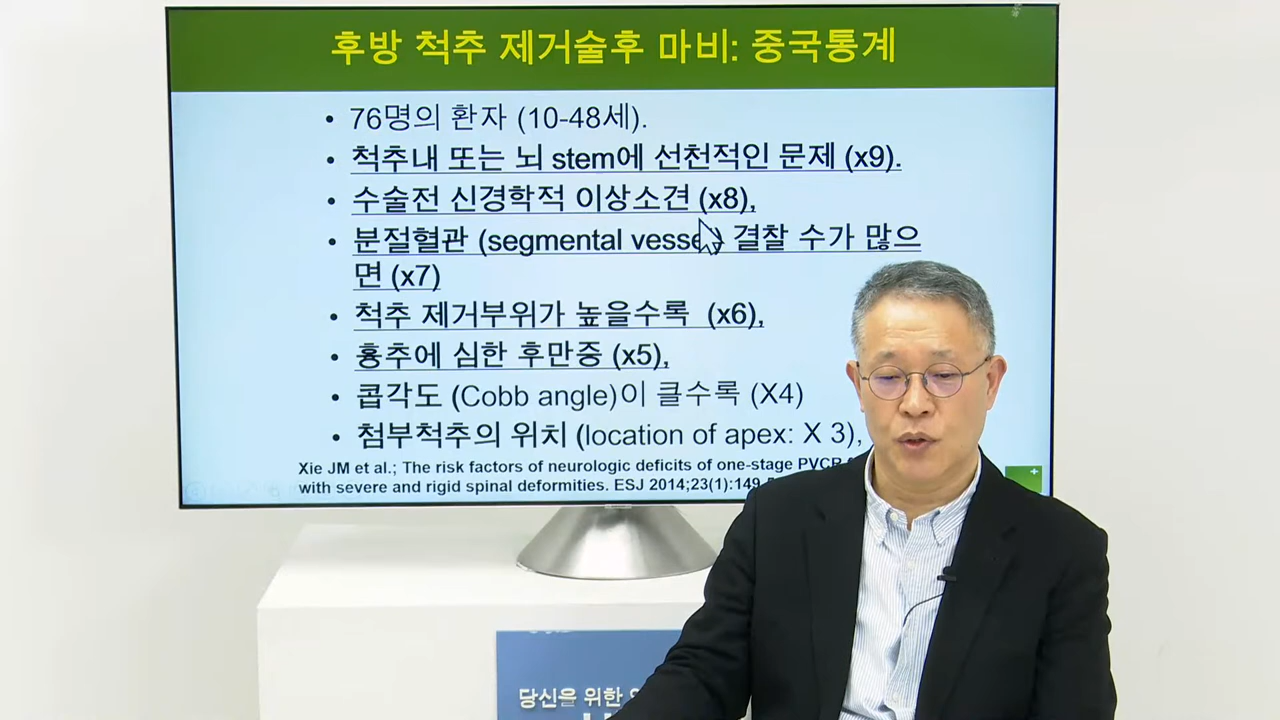 후방 척추 제거술후 마비: 중국통계
• 76명의 환자 (10-48세).
• 척추내 또는 뇌 stem에 선천적인 문제 (x9).
• 수술전 신경학적 이상소견 (x8),
• 분절혈관 (segmental vessel) 결찰 수가 많으
면 (x7)
• 척추 제거부위가 높을수록 (x6),
• 흉추에 심한 후만증 (x5),
• 콥각도 (Cobb angle)이 클수록 (X4)
• 첨부척추의 위치 (location of apex: X 3),
Xie JM et al.; The risk factors of neurologic deficits of one-stage PVCR
with severe and rigid spinal deformities. ESJ 2014;23(1):149
당신을 위한